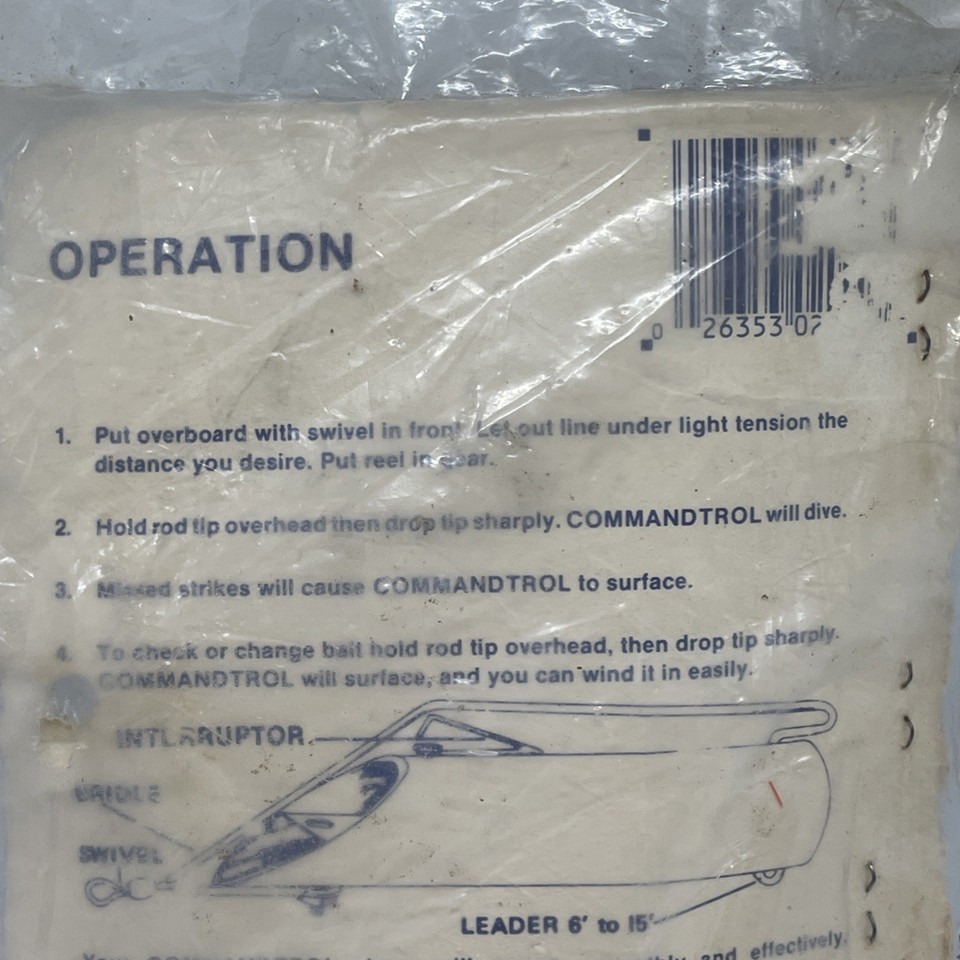 OPERATION
0 26353 07
1. Put overboard with swivel in front. Let out line under light tension the
distance you desire. Put reel in gear.
2. Hold rod tip overhead then drop tip sharply. COMMANDTROL will dive.
3. Missed strikes will cause COMMANDTROL to surface.
4. To check or change bait hold rod tip overhead, then drop tip sharply.
COMMANDTROL will surface, and you can wind it in easily.
INTERRUPTOR
BRIDLE
SWIVEL
LEADER 6' to 15'
and effectively.